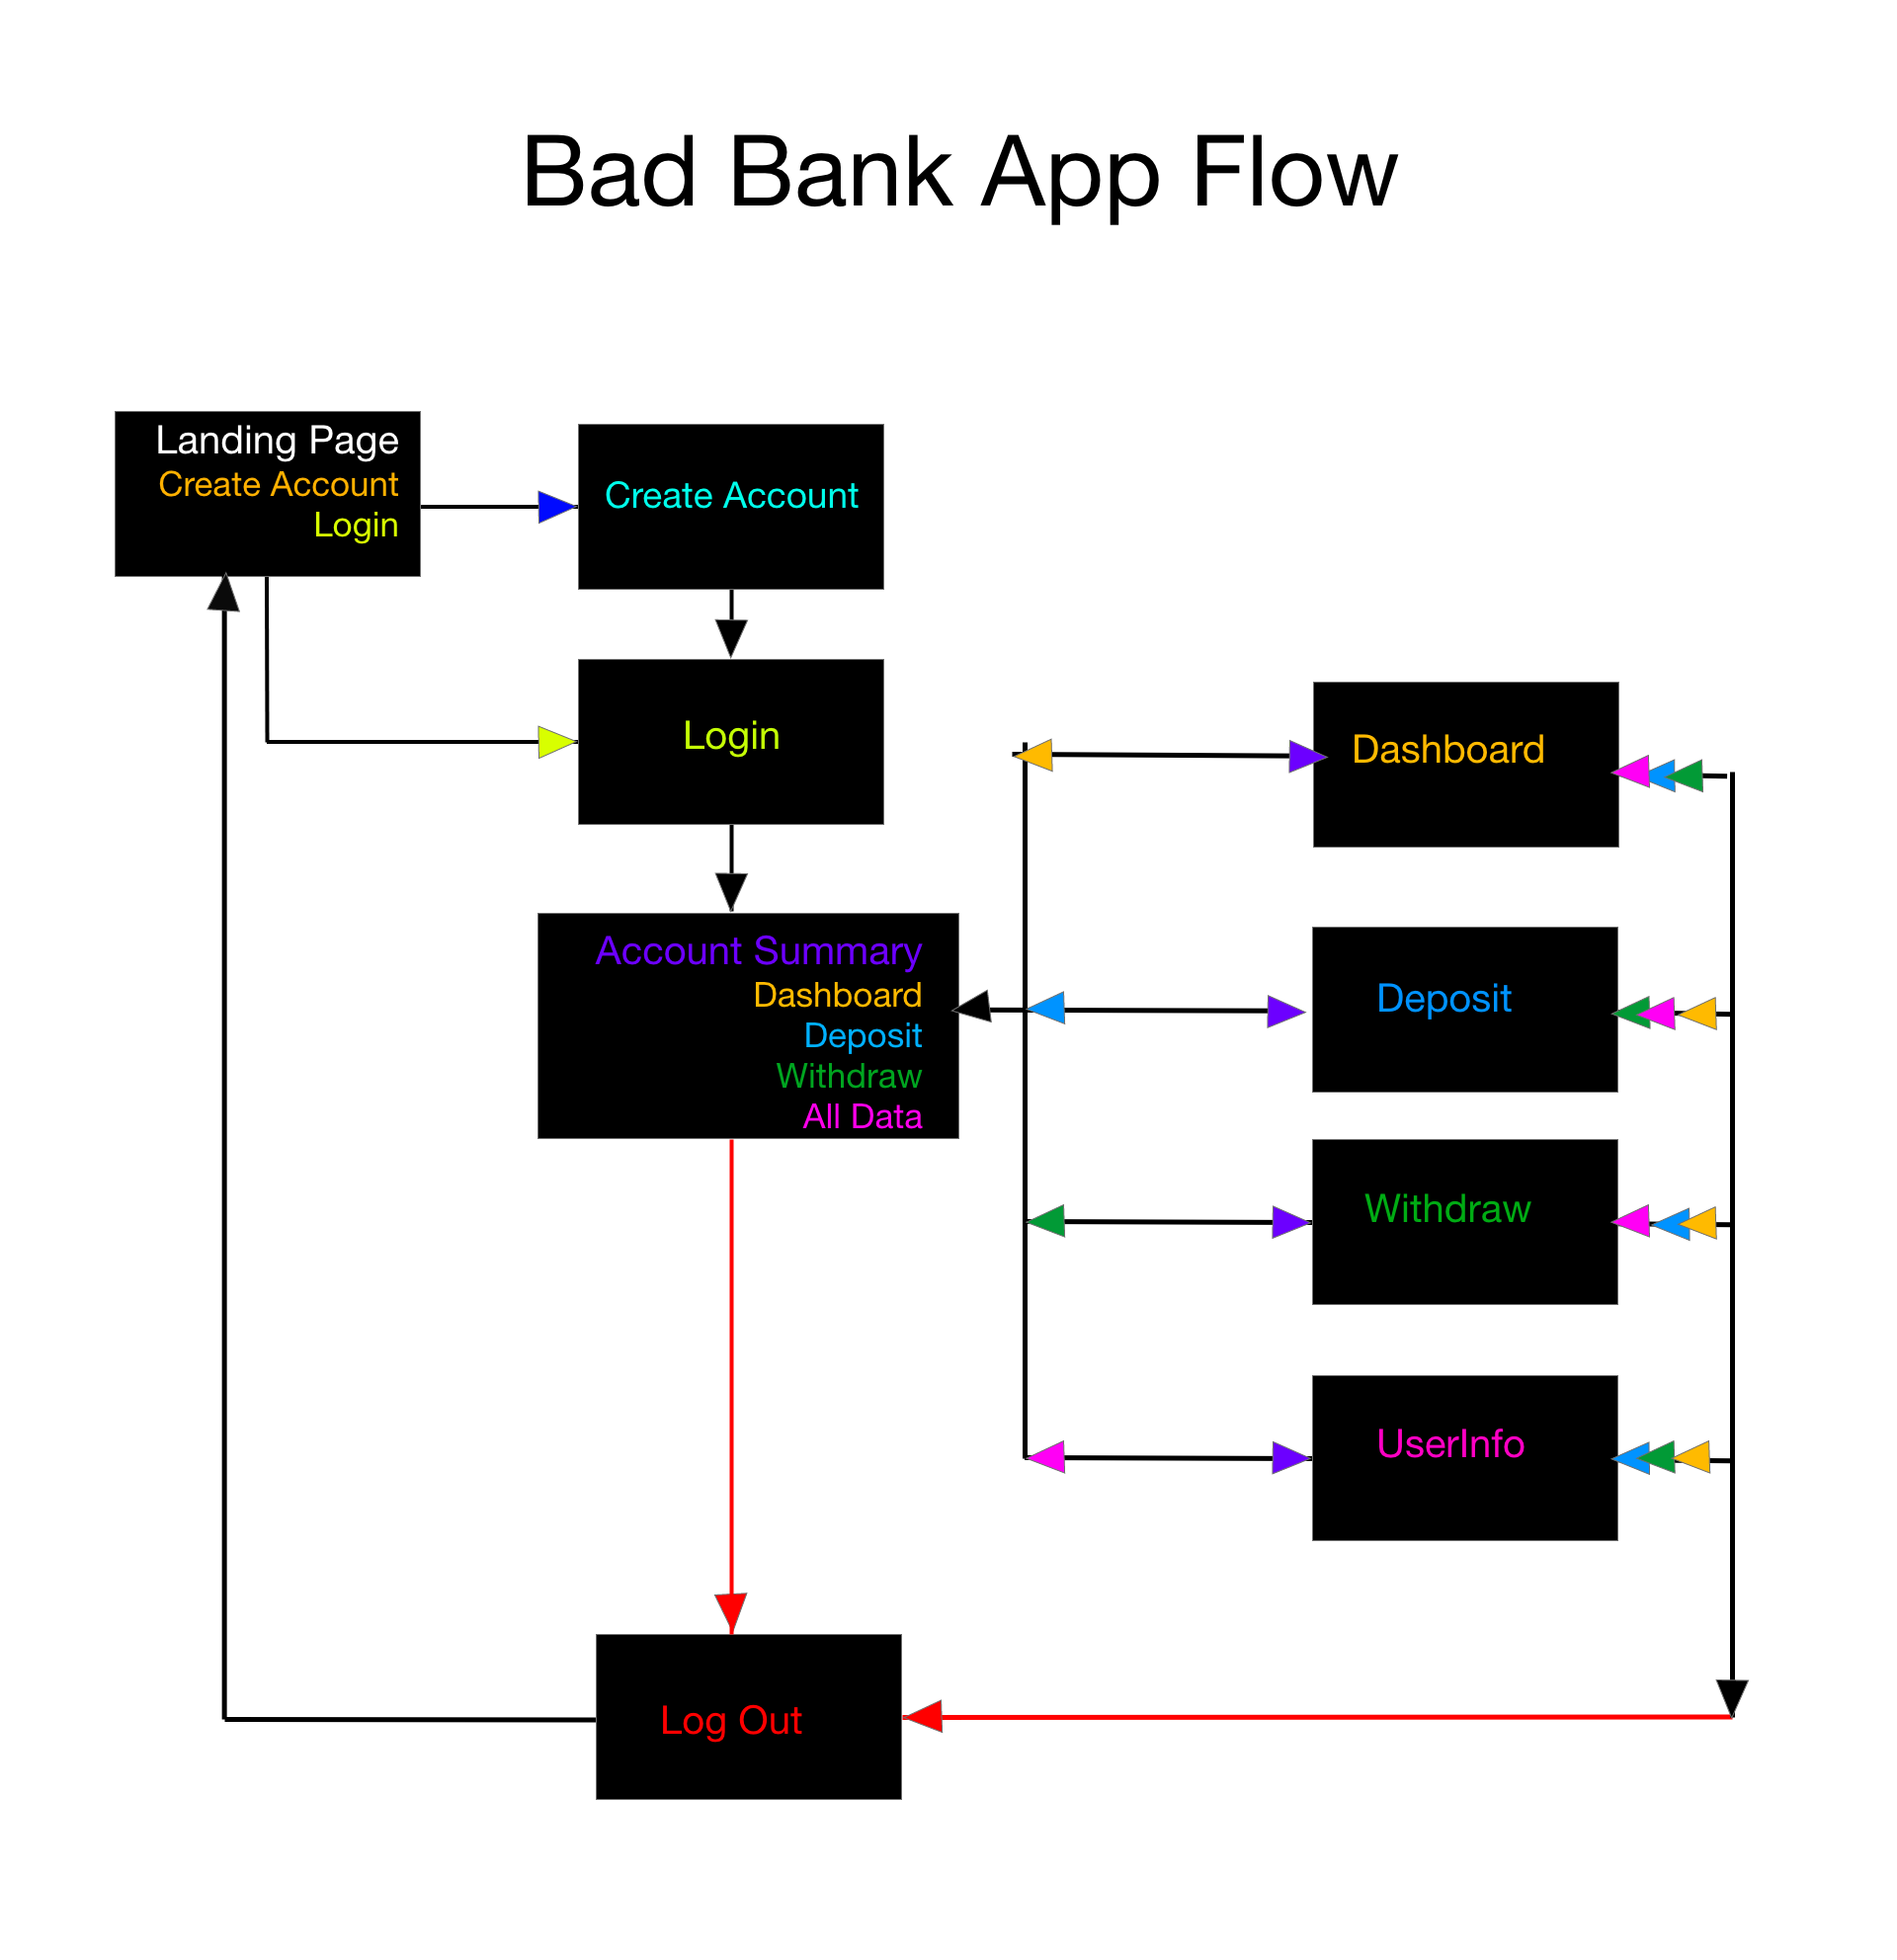 Bad Bank App Flow
Landing Page
Create Account
Login
Create Account
Login
Account Summary
Dashboard
Deposit
Withdraw
All Data
Dashboard
Deposit
Withdraw
UserInfo
Log Out